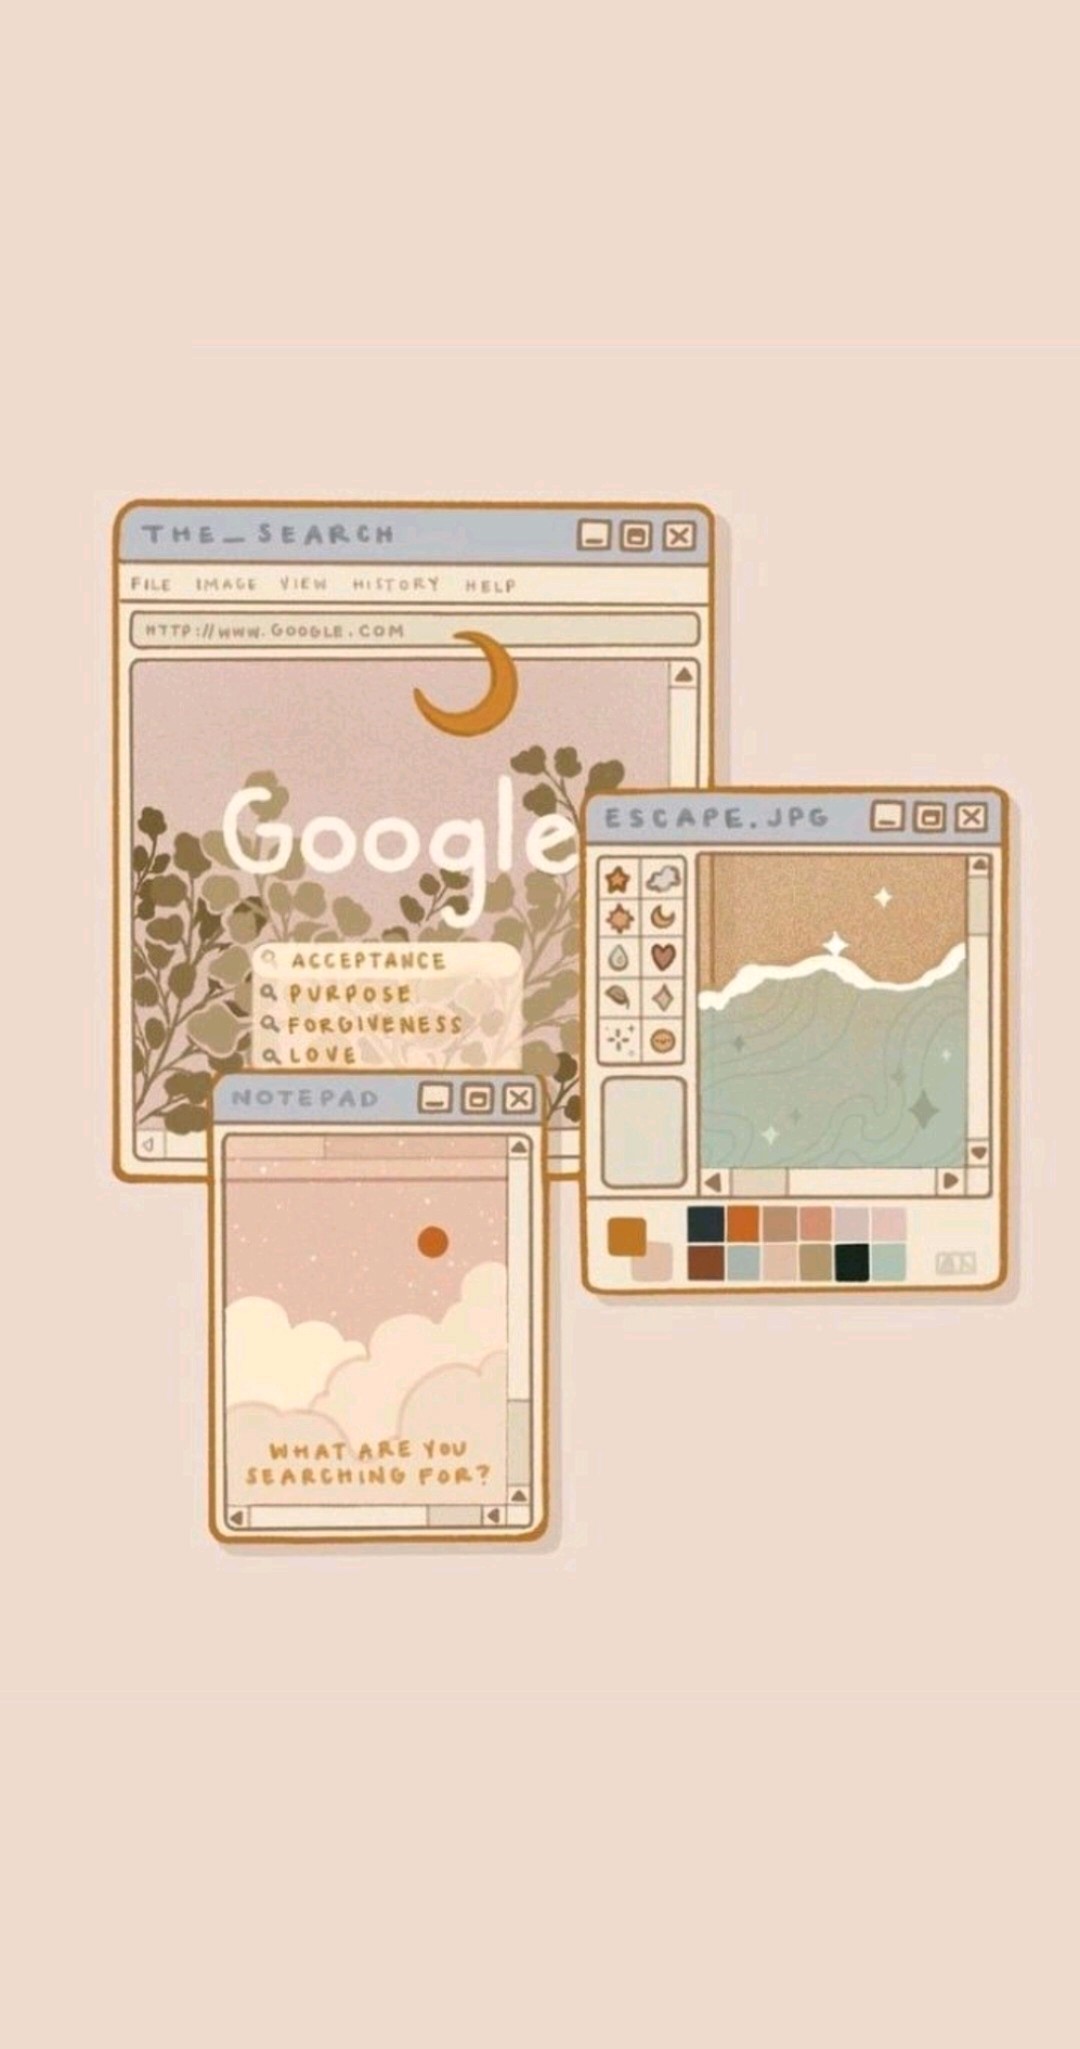 THE_SEARCH
FILE IMAGE VIEW HISTORY HELP
HTTP://WWW.GOOGLE.COM
Google
ACCEPTANCE
PURPOSE
FORGIVENESS
LOVE
ESCAPE.JPG
NOTEPAD
WHAT ARE YOU
SEARCHING FOR?